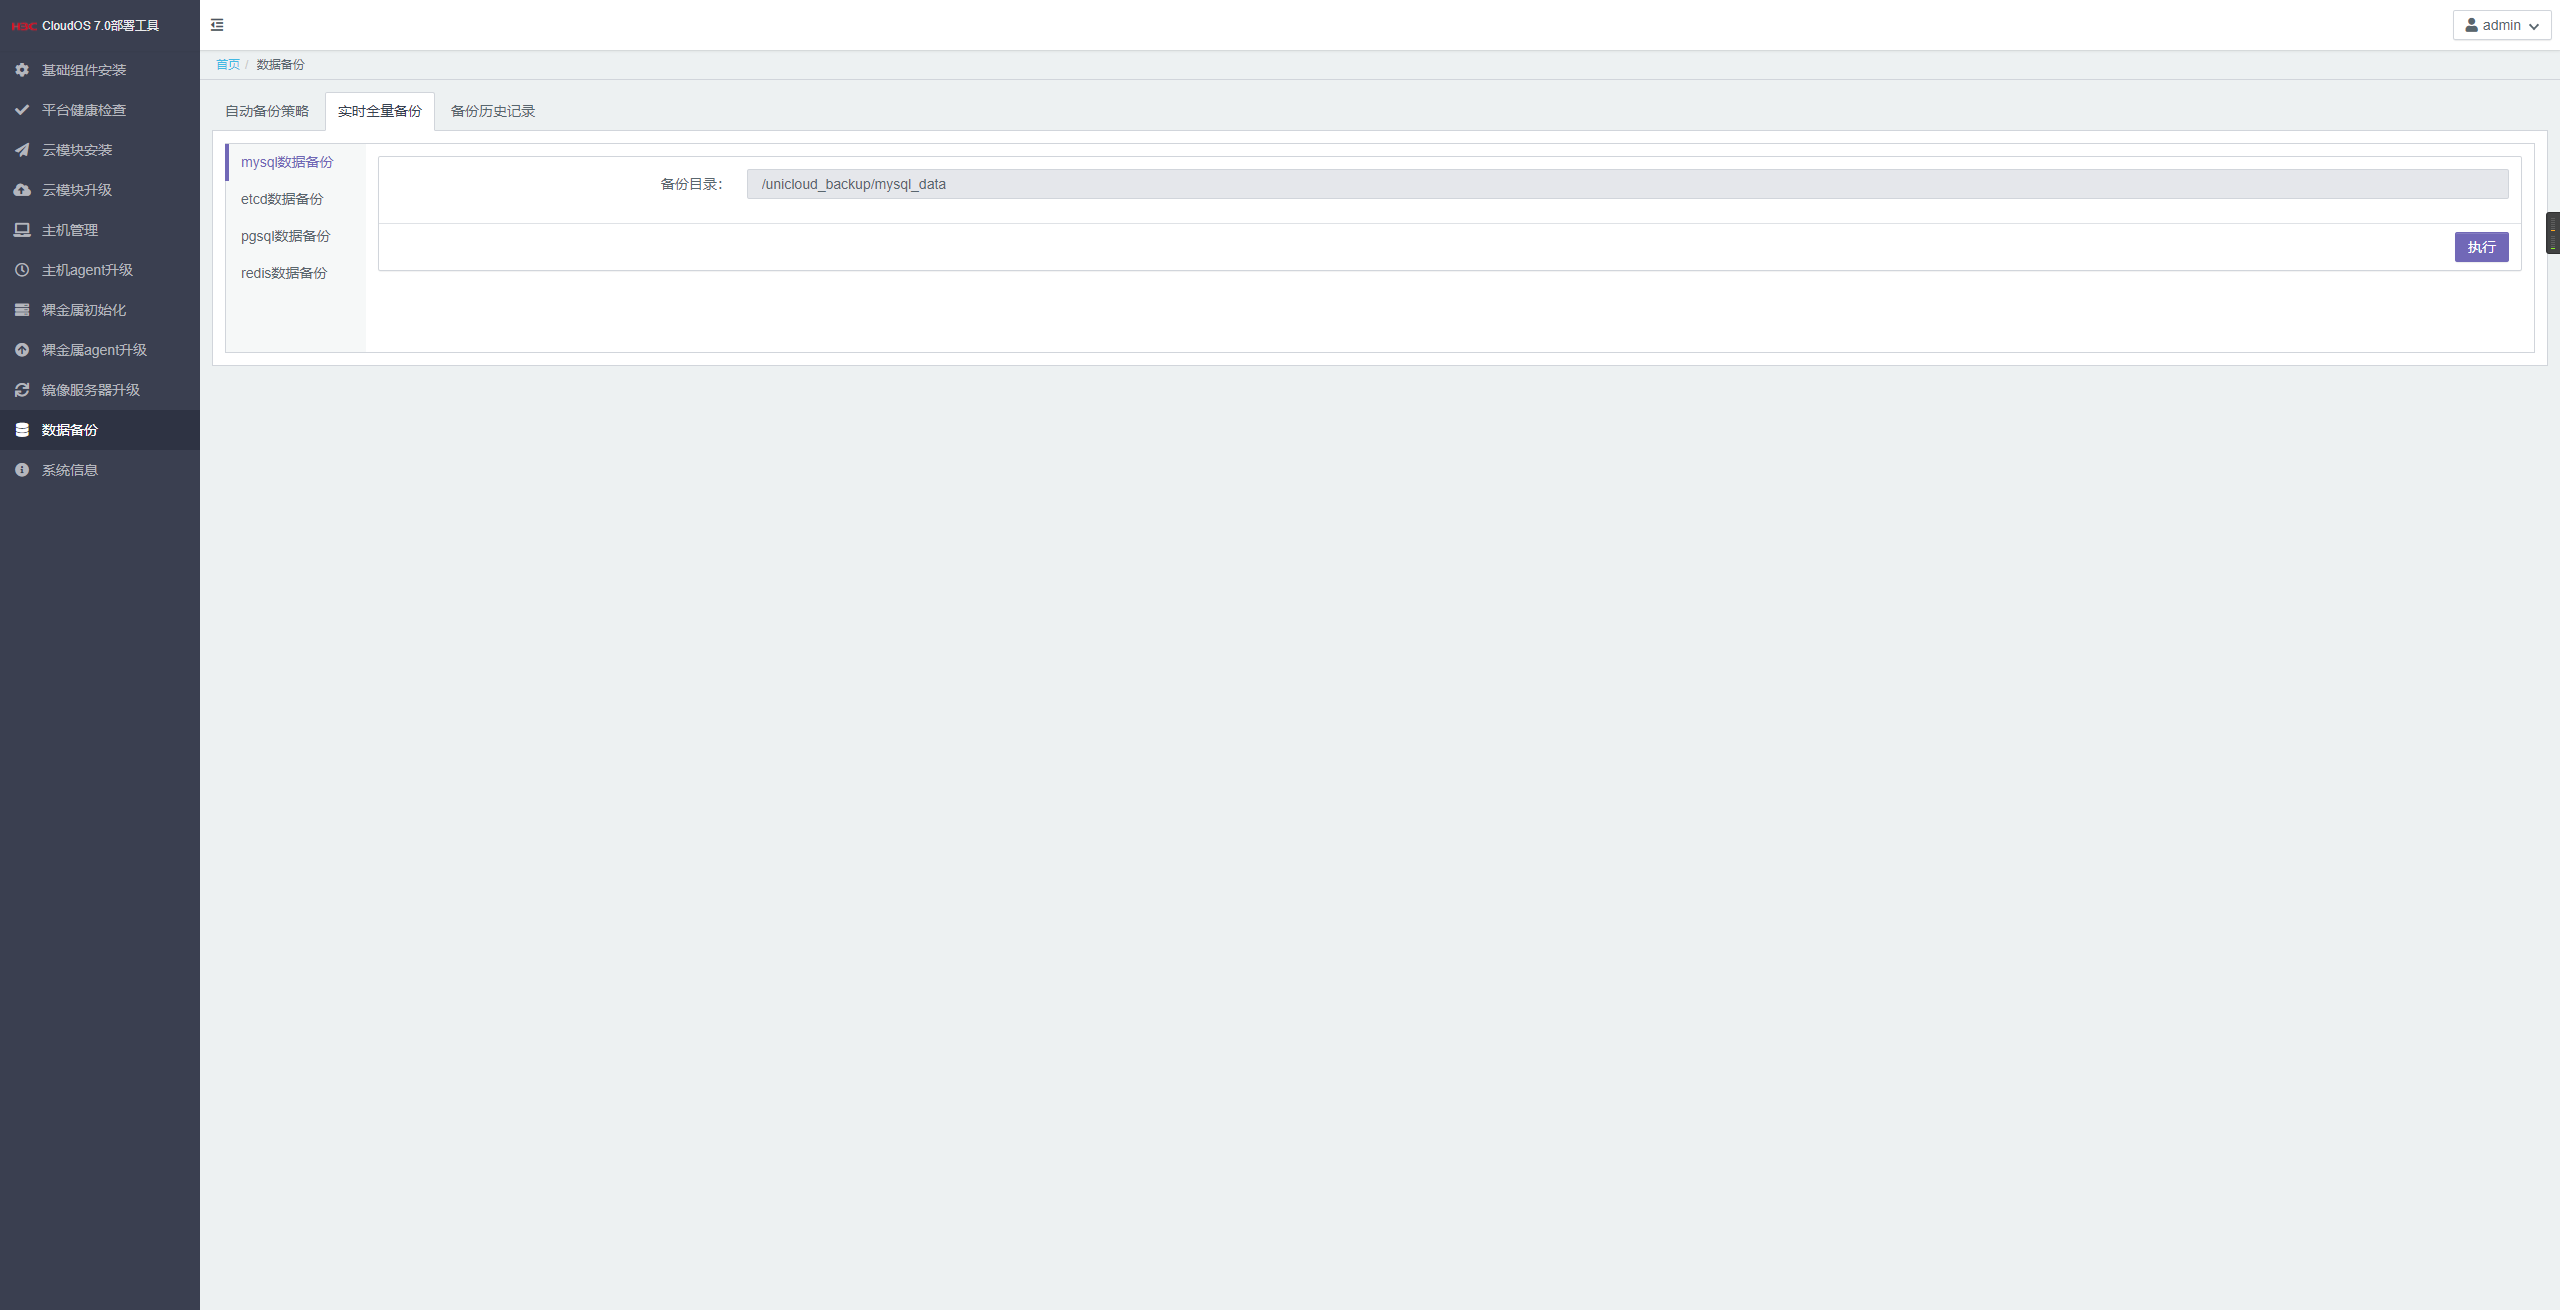 H3C CloudOS 7.0部署工具
admin
基础组件安装
平台健康检查
云模块安装
云模块升级
主机管理
主机agent升级
裸金属初始化
裸金属agent升级
镜像服务器升级
数据备份
系统信息
首页 / 数据备份
自动备份策略 实时全量备份 备份历史记录
mysql数据备份
etcd数据备份
pgsql数据备份
redis数据备份
备份目录： /unicloud_backup/mysql_data
执行